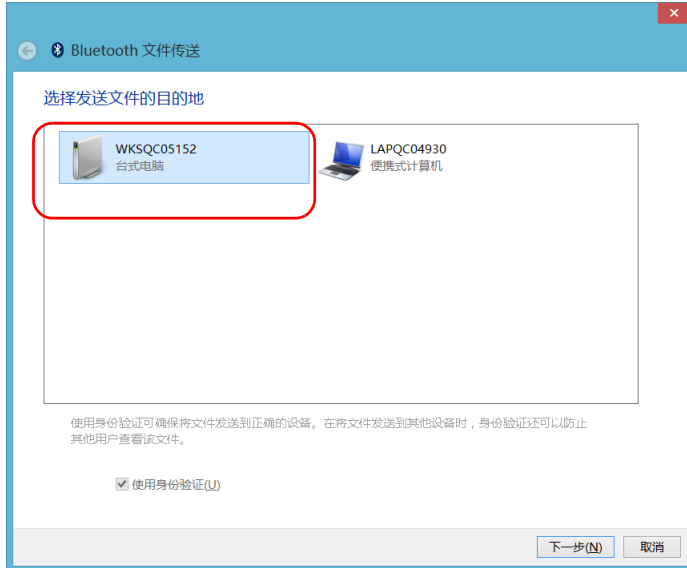 Bluetooth 文件传送
选择发送文件的目的地
WKSQC05152
台式电脑
LAPQC04930
便携式计算机
使用身份验证可确保将文件发送到正确的设备。在将文件发送到其他设备时，身份验证还可以防止
其他用户查看该文件。
使用身份验证(U)
下一步(N)
取消